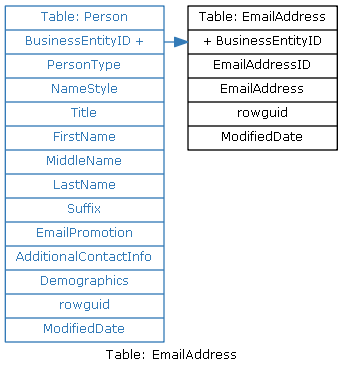 Table: Person
BusinessEntityID +
PersonType
NameStyle
Title
FirstName
MiddleName
LastName
Suffix
EmailPromotion
AdditionalContactInfo
Demographics
rowguid
ModifiedDate
Table: EmailAddress
+ BusinessEntityID
EmailAddressID
EmailAddress
rowguid
ModifiedDate
Table: EmailAddress